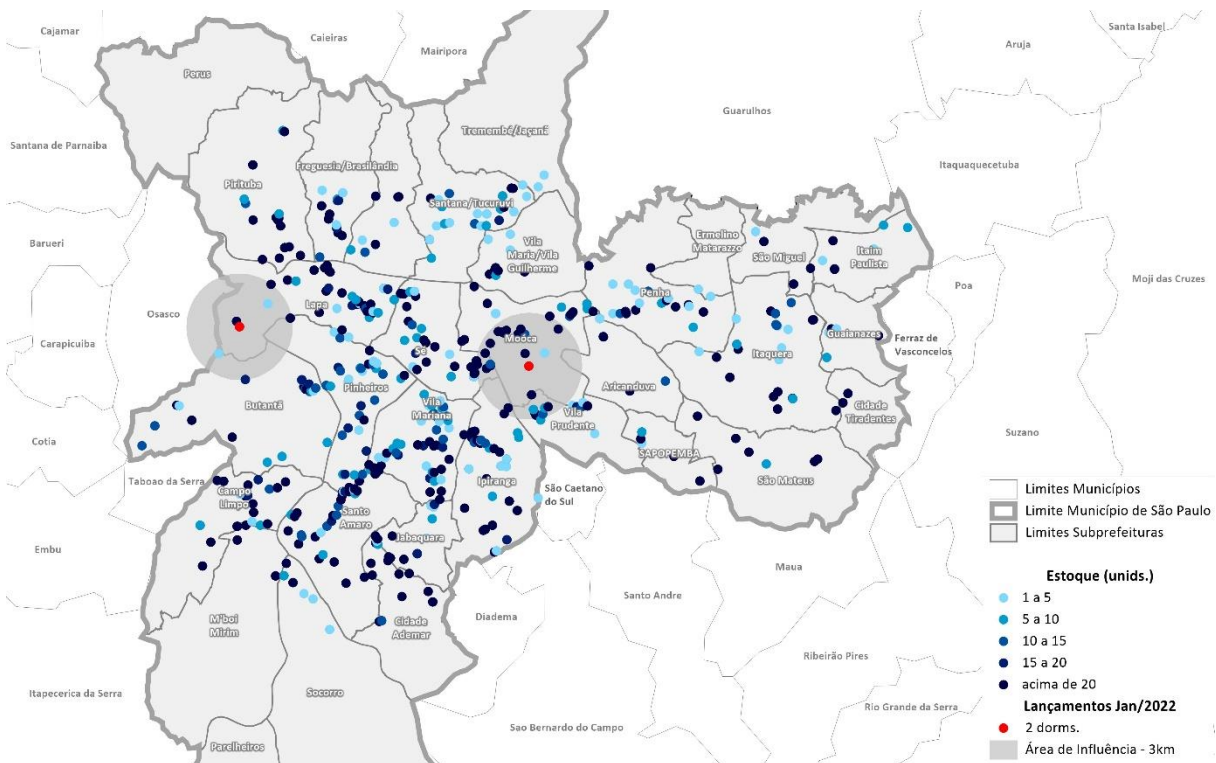 Santa Isabel
Cajamar
Caieiras
Mairipora
Aruja
Perus
Guarulhos
Tremembé/Jaçanã
Santana de Parnaiba
Freguesia/Brasilândia
Itaquaquecetuba
Pirituba
Santana/Tucuruvi
Ermelino
Matarazzo
Barueri
Vila
Maria/Vila
Guilherme
São Miguel
Itaim
Paulista
Moji das Cruzes
Poa
Penha
Osasco
Lapa
Carapicuiba
Mooca
Guaianazes
Ferraz de
Vasconcelos
Sé
Itaquera
Pinheiros
Aricanduva
Butantã
Vila
Mariana
Vila
Prudente
Cidade
Tiradentes
Cotia
Suzano
SAPOPEMBA
Taboao da Serra
Campo
Limpo
Ipiranga
São Caetano
do Sul
São Mateus
Santo
Amaro
Jabaquara
Embu
Maua
Santo Andre
Diadema
M'boi
Mirim
Cidade
Ademar
Ribeirão Pires
Itapecerica da Serra
Socorro
Rio Grande da Serra
Sao Bernardo do Campo
Parelheiros
Limites Municípios
Limite Município de São Paulo
Limites Subprefeituras
Estoque (unids.)
1 a 5
5 a 10
10 a 15
15 a 20
acima de 20
Lançamentos Jan/2022
2 dorms.
Área de Influência - 3km